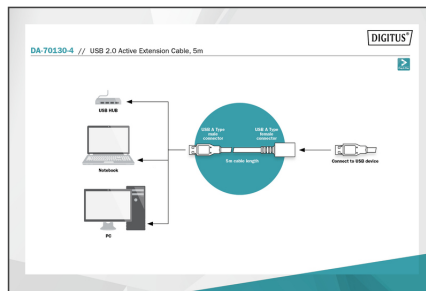 DIGITUS®
DA-70130-4 // USB 2.0 Active Extension Cable, 5m
USB HUB
USB A Type
male
connector
USB A Type
female
connector
5m cable length
Connect to USB device
Notebook
PC